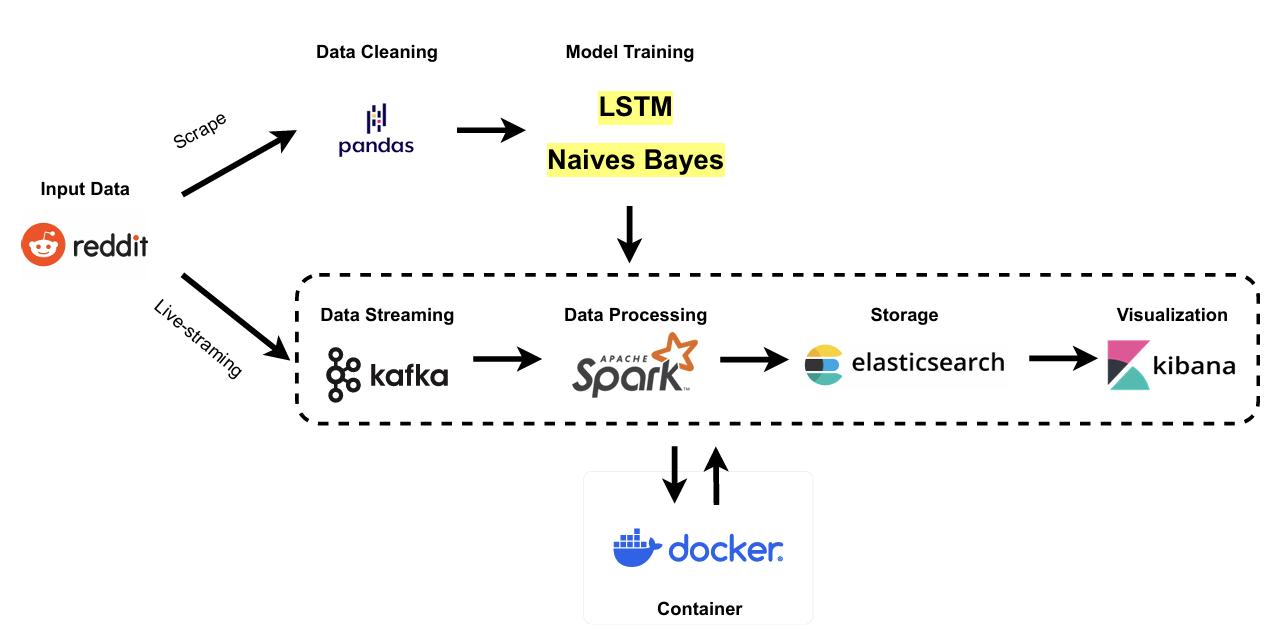 Data Cleaning
Model Training
LSTM
pandas
Naives Bayes
Scrape
Input Data
reddit
Live-straming
Data Streaming
Data Processing
Storage
Visualization
kafka
APACHE
Spark™
elasticsearch
kibana
docker®
Container